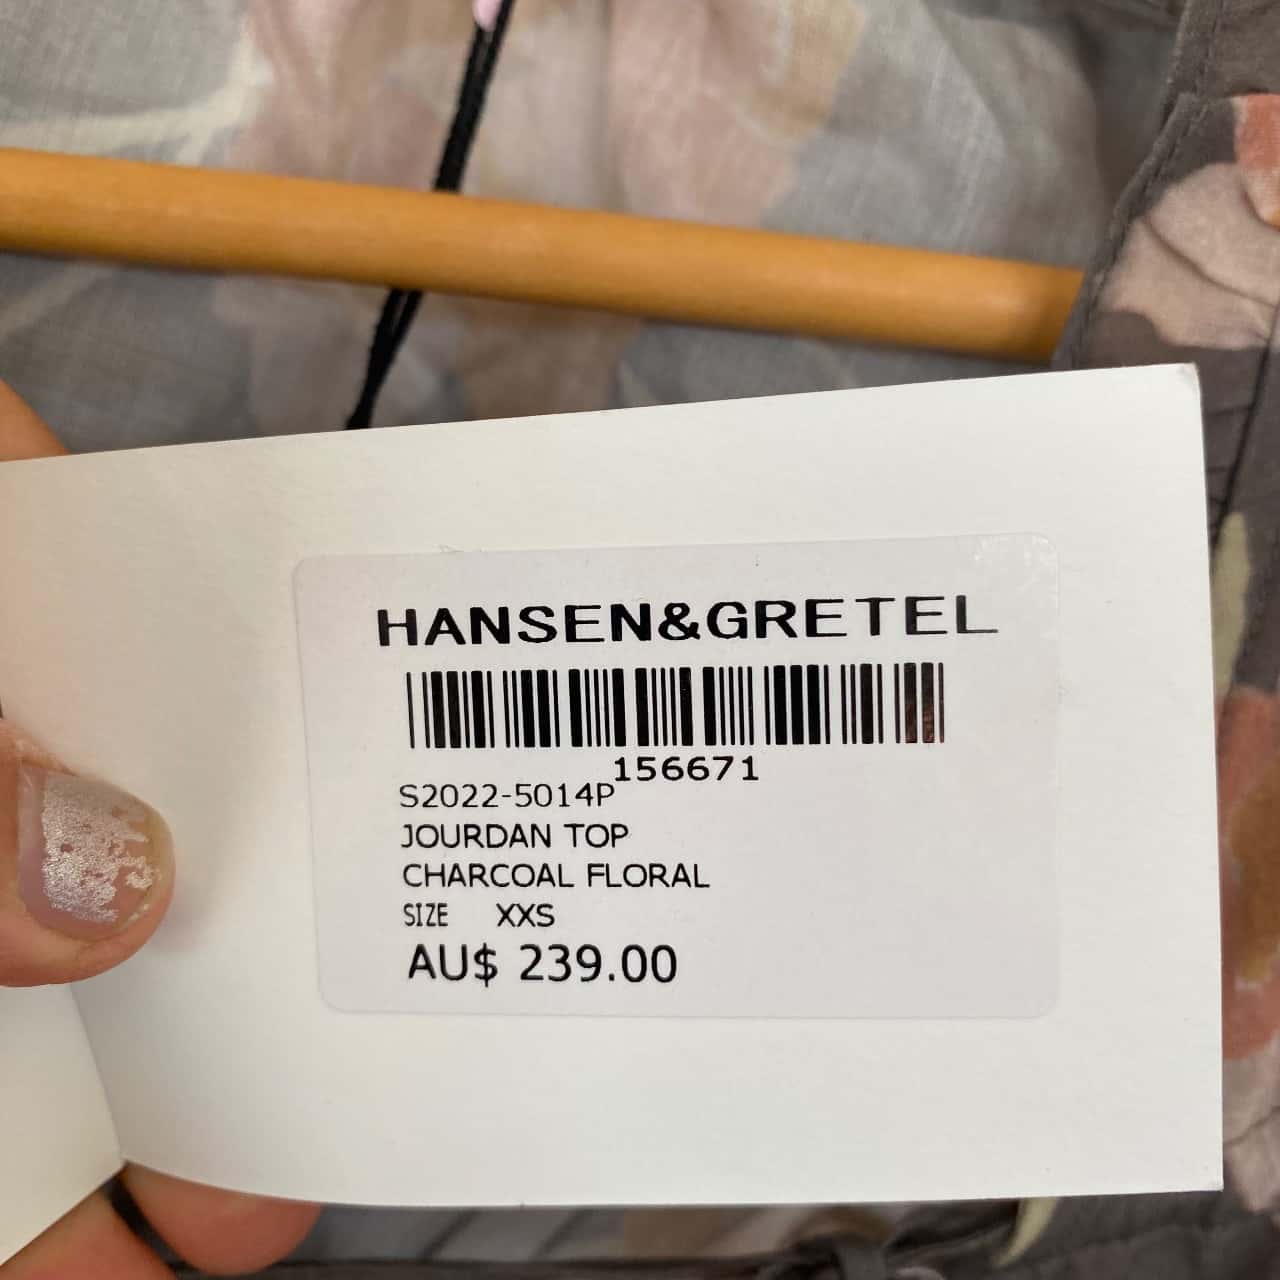 HANSEN&GRETEL
156671
S2022-5014P
JOURDAN TOP
CHARCOAL FLORAL
SIZE XXS
AU$ 239.00